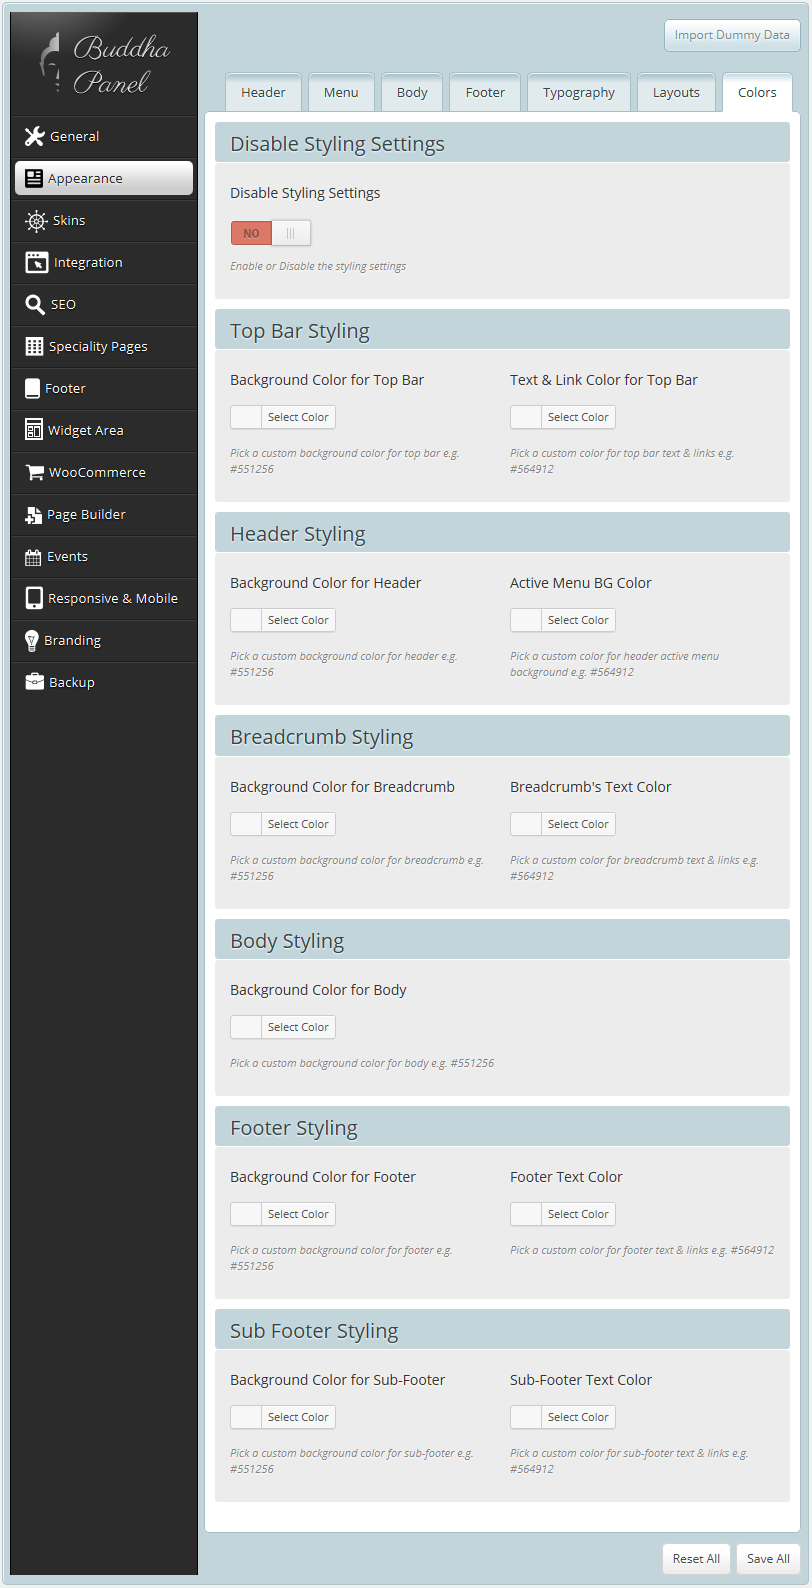 Buddha
Panel
Import Dummy Data
General
Appearance
Skins
Integration
SEO
Speciality Pages
Footer
Widget Area
WooCommerce
Page Builder
Events
Responsive & Mobile
Branding
Backup
Header Menu Body Footer Typography Layouts Colors
Disable Styling Settings
Disable Styling Settings
NO
Enable or Disable the styling settings
Top Bar Styling
Background Color for Top Bar
Select Color
Pick a custom background color for top bar e.g.
#551256
Text & Link Color for Top Bar
Select Color
Pick a custom color for top bar text & links e.g.
#564912
Header Styling
Background Color for Header
Select Color
Pick a custom background color for header e.g.
#551256
Active Menu BG Color
Select Color
Pick a custom color for header active menu
background e.g. #564912
Breadcrumb Styling
Background Color for Breadcrumb
Select Color
Pick a custom background color for breadcrumb e.g.
#551256
Breadcrumb's Text Color
Select Color
Pick a custom color for breadcrumb text & links e.g.
#564912
Body Styling
Background Color for Body
Select Color
Pick a custom background color for body e.g. #551256
Footer Styling
Background Color for Footer
Select Color
Pick a custom background color for footer e.g.
#551256
Footer Text Color
Select Color
Pick a custom color for footer text & links e.g. #564912
Sub Footer Styling
Background Color for Sub-Footer
Select Color
Pick a custom background color for sub-footer e.g.
#551256
Sub-Footer Text Color
Select Color
Pick a custom color for sub-footer text & links e.g.
#564912
Reset All Save All